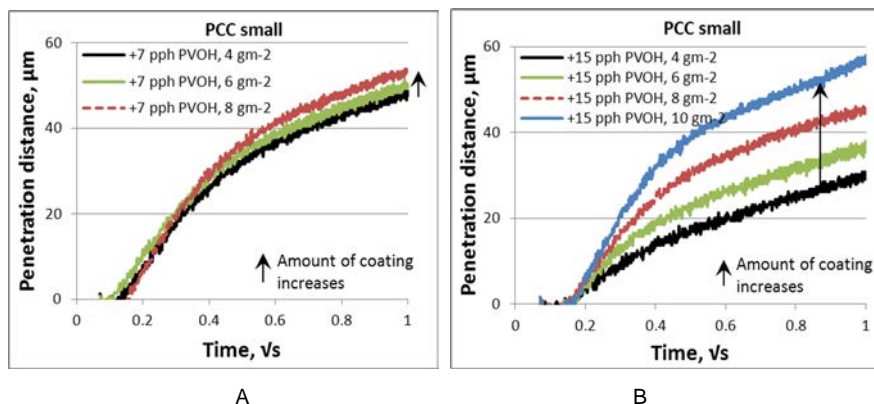 PCC small
+7 pph PVOH, 4 gm-2
+7 pph PVOH, 6 gm-2
+7 pph PVOH, 8 gm-2
Penetration distance, µm
60
40
20
0
Amount of coating
increases
0 0.2 0.4 0.6 0.8 1
Time, √s
A
PCC small
+15 pph PVOH, 4 gm-2
+15 pph PVOH, 6 gm-2
+15 pph PVOH, 8 gm-2
+15 pph PVOH, 10 gm-2
Penetration distance, µm
60
40
20
0
Amount of coating
increases
0 0.2 0.4 0.6 0.8 1
Time, √s
B